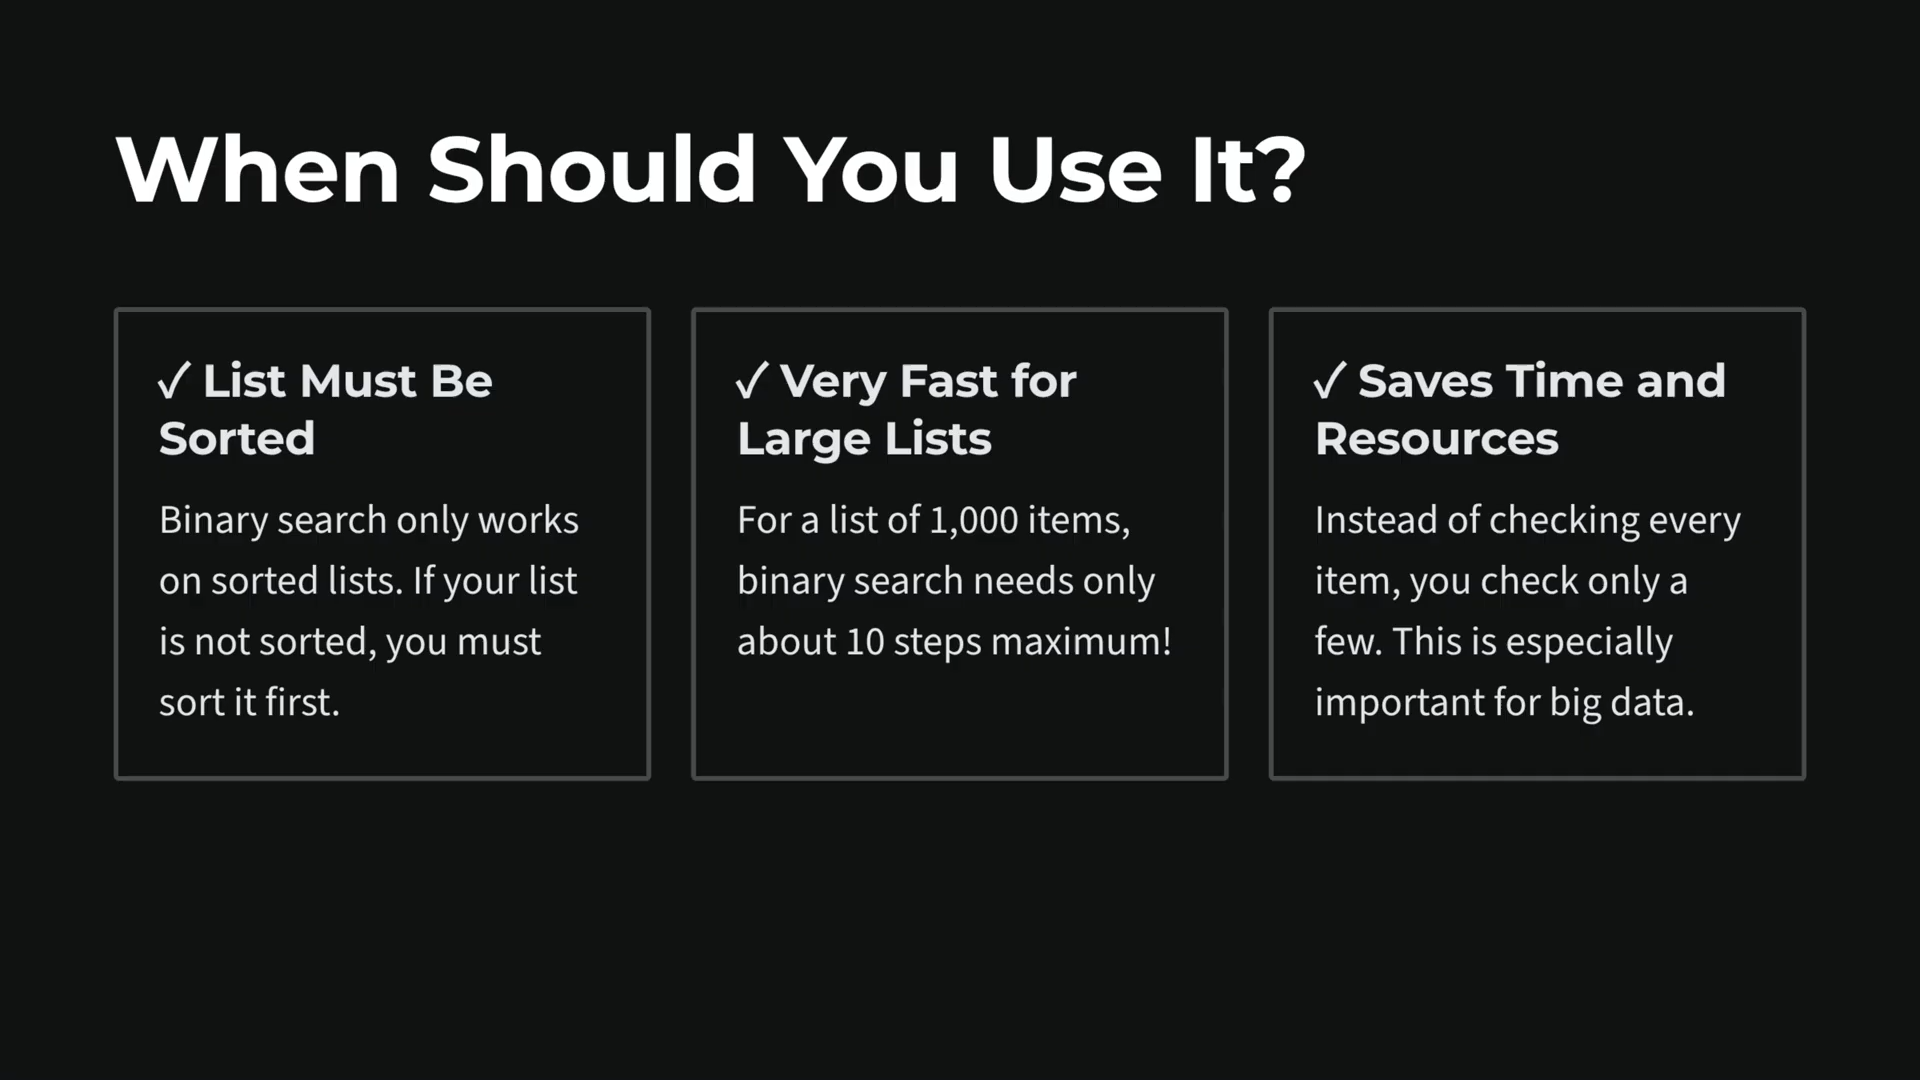 When Should You Use It?
✓ List Must Be
Sorted
Binary search only works
on sorted lists. If your list
is not sorted, you must
sort it first.
✓ Very Fast for
Large Lists
For a list of 1,000 items,
binary search needs only
about 10 steps maximum!
✓ Saves Time and
Resources
Instead of checking every
item, you check only a
few. This is especially
important for big data.